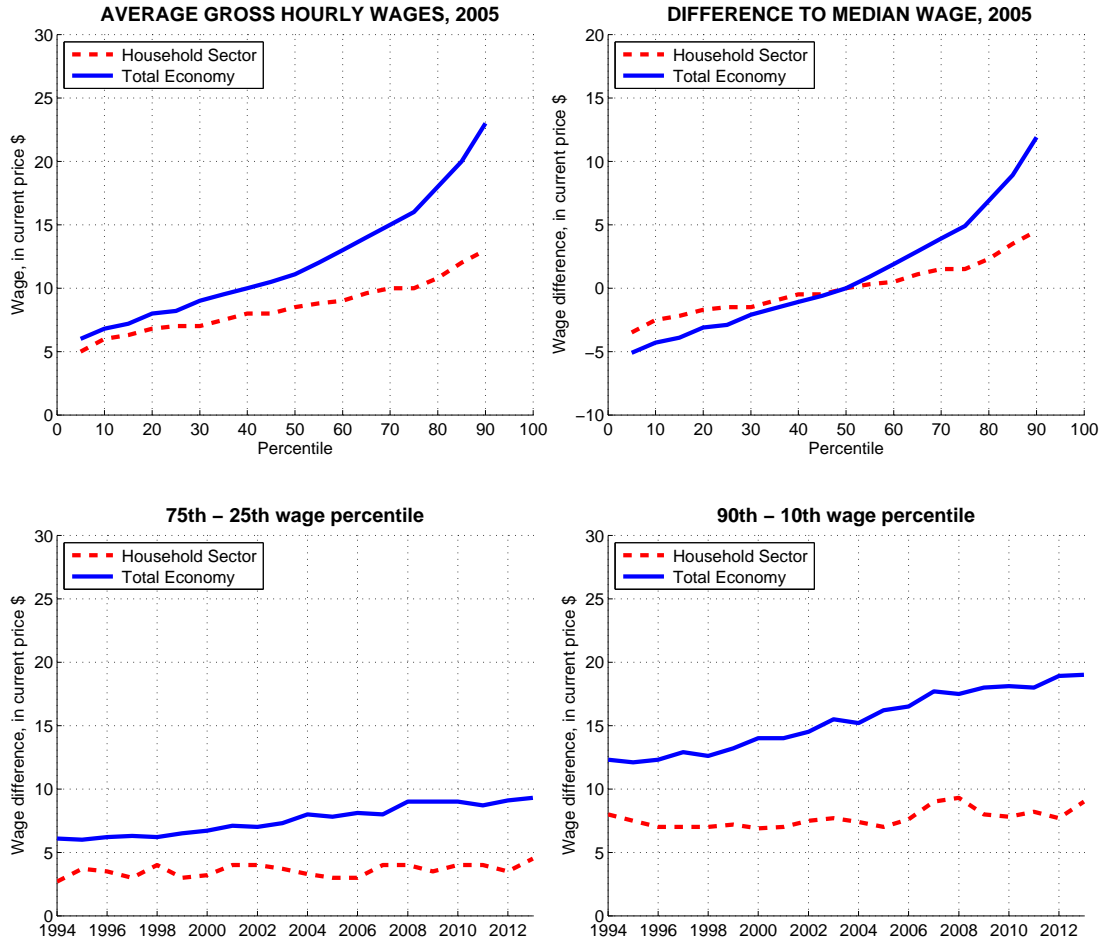 AVERAGE GROSS HOURLY WAGES, 2005
Household Sector
Total Economy
Wage, in current price $
30
25
20
15
10
5
0
0 10 20 30 40 50 60 70 80 90 100
Percentile
DIFFERENCE TO MEDIAN WAGE, 2005
Household Sector
Total Economy
Wage difference, in current price $
20
15
10
5
0
−5
−10
0 10 20 30 40 50 60 70 80 90 100
Percentile
75th − 25th wage percentile
Household Sector
Total Economy
Wage difference, in current price $
30
25
20
15
10
5
0
1994 1996 1998 2000 2002 2004 2006 2008 2010 2012
90th − 10th wage percentile
Household Sector
Total Economy
Wage difference, in current price $
30
25
20
15
10
5
0
1994 1996 1998 2000 2002 2004 2006 2008 2010 2012